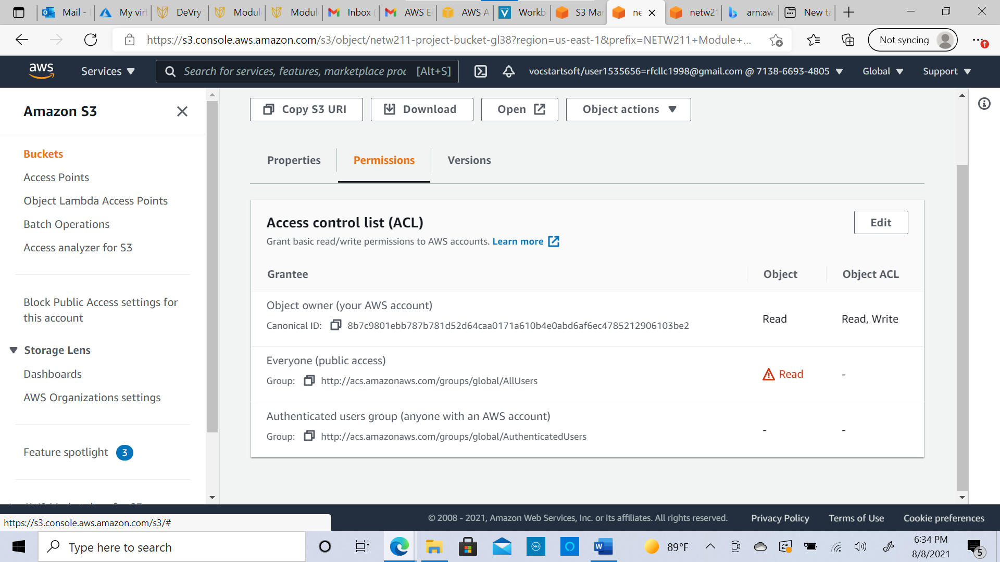 Mail -
My virt
DeVry
Modul
Modul
Inbox (
AWS Ec
AWS A
Workb
S3 Mar
ne
netw21
arn:aw
New ta
https://s3.console.aws.amazon.com/s3/object/netw211-project-bucket-gl38?region=us-east-1&prefix=NETW211+Module+...
Not syncing
aws
Services
Search for services, features, marketplace prod [Alt+S]
vocstartsoft/user1535656=rfcllc1998@gmail.com @ 7138-6693-4805
Global
Support
Amazon S3
Buckets
Access Points
Object Lambda Access Points
Batch Operations
Access analyzer for S3
Block Public Access settings for
this account
Storage Lens
Dashboards
AWS Organizations settings
Feature spotlight 3
Copy S3 URI
Download
Open
Object actions
Properties
Permissions
Versions
Access control list (ACL)
Edit
Grant basic read/write permissions to AWS accounts. Learn more
Grantee
Object
Object ACL
Object owner (your AWS account)
Canonical ID: 8b7c9801ebb787b781d52d64caa0171a610b4e0abd6af6ec4785212906103be2
Read
Read, Write
Everyone (public access)
Group: http://acs.amazonaws.com/groups/global/AllUsers
Read
-
Authenticated users group (anyone with an AWS account)
Group: http://acs.amazonaws.com/groups/global/AuthenticatedUsers
-
-
https://s3.console.aws.amazon.com/s3/#
© 2008 - 2021, Amazon Web Services, Inc. or its affiliates. All rights reserved.
Privacy Policy
Terms of Use
Cookie preferences
Type here to search
DELL
W
89°F
6:34 PM
8/8/2021
5